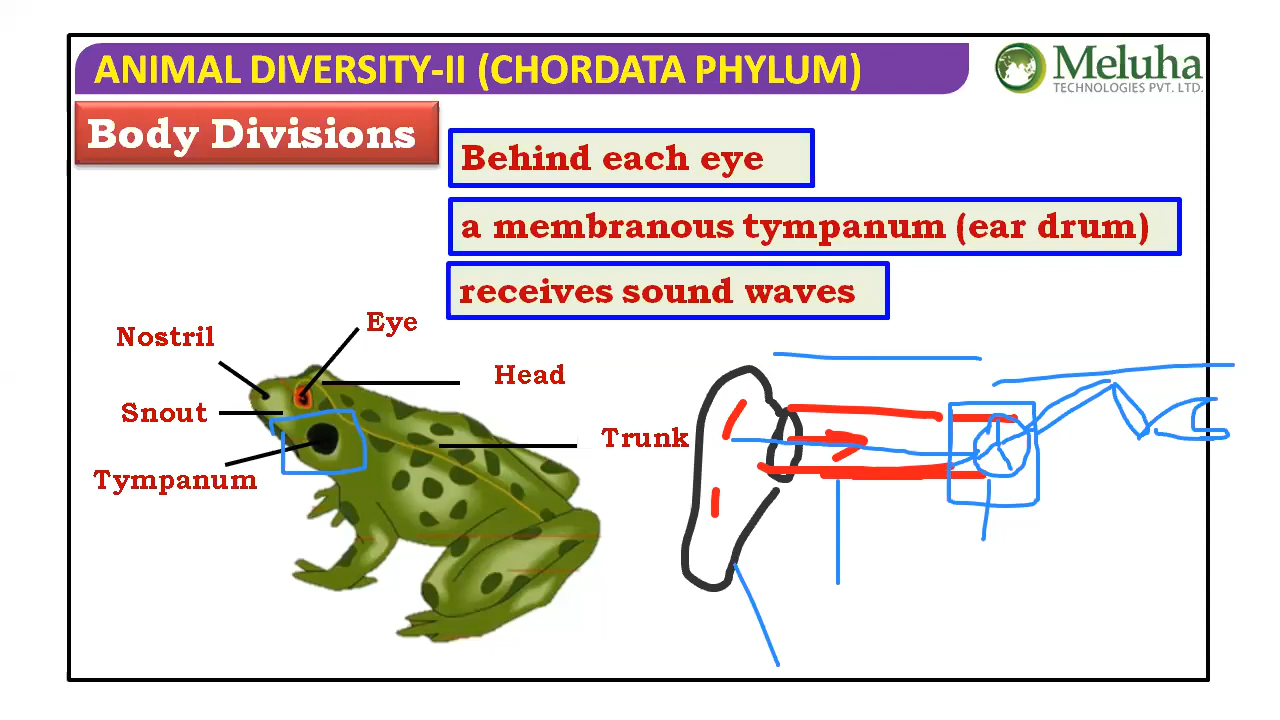 ANIMAL DIVERSITY-II (CHORDATA PHYLUM)
Meluha
TECHNOLOGIES PVT. LTD.
Body Divisions
Behind each eye
a membranous tympanum (ear drum)
receives sound waves
Eye
Nostril
Head
Snout
Trunk
Tympanum